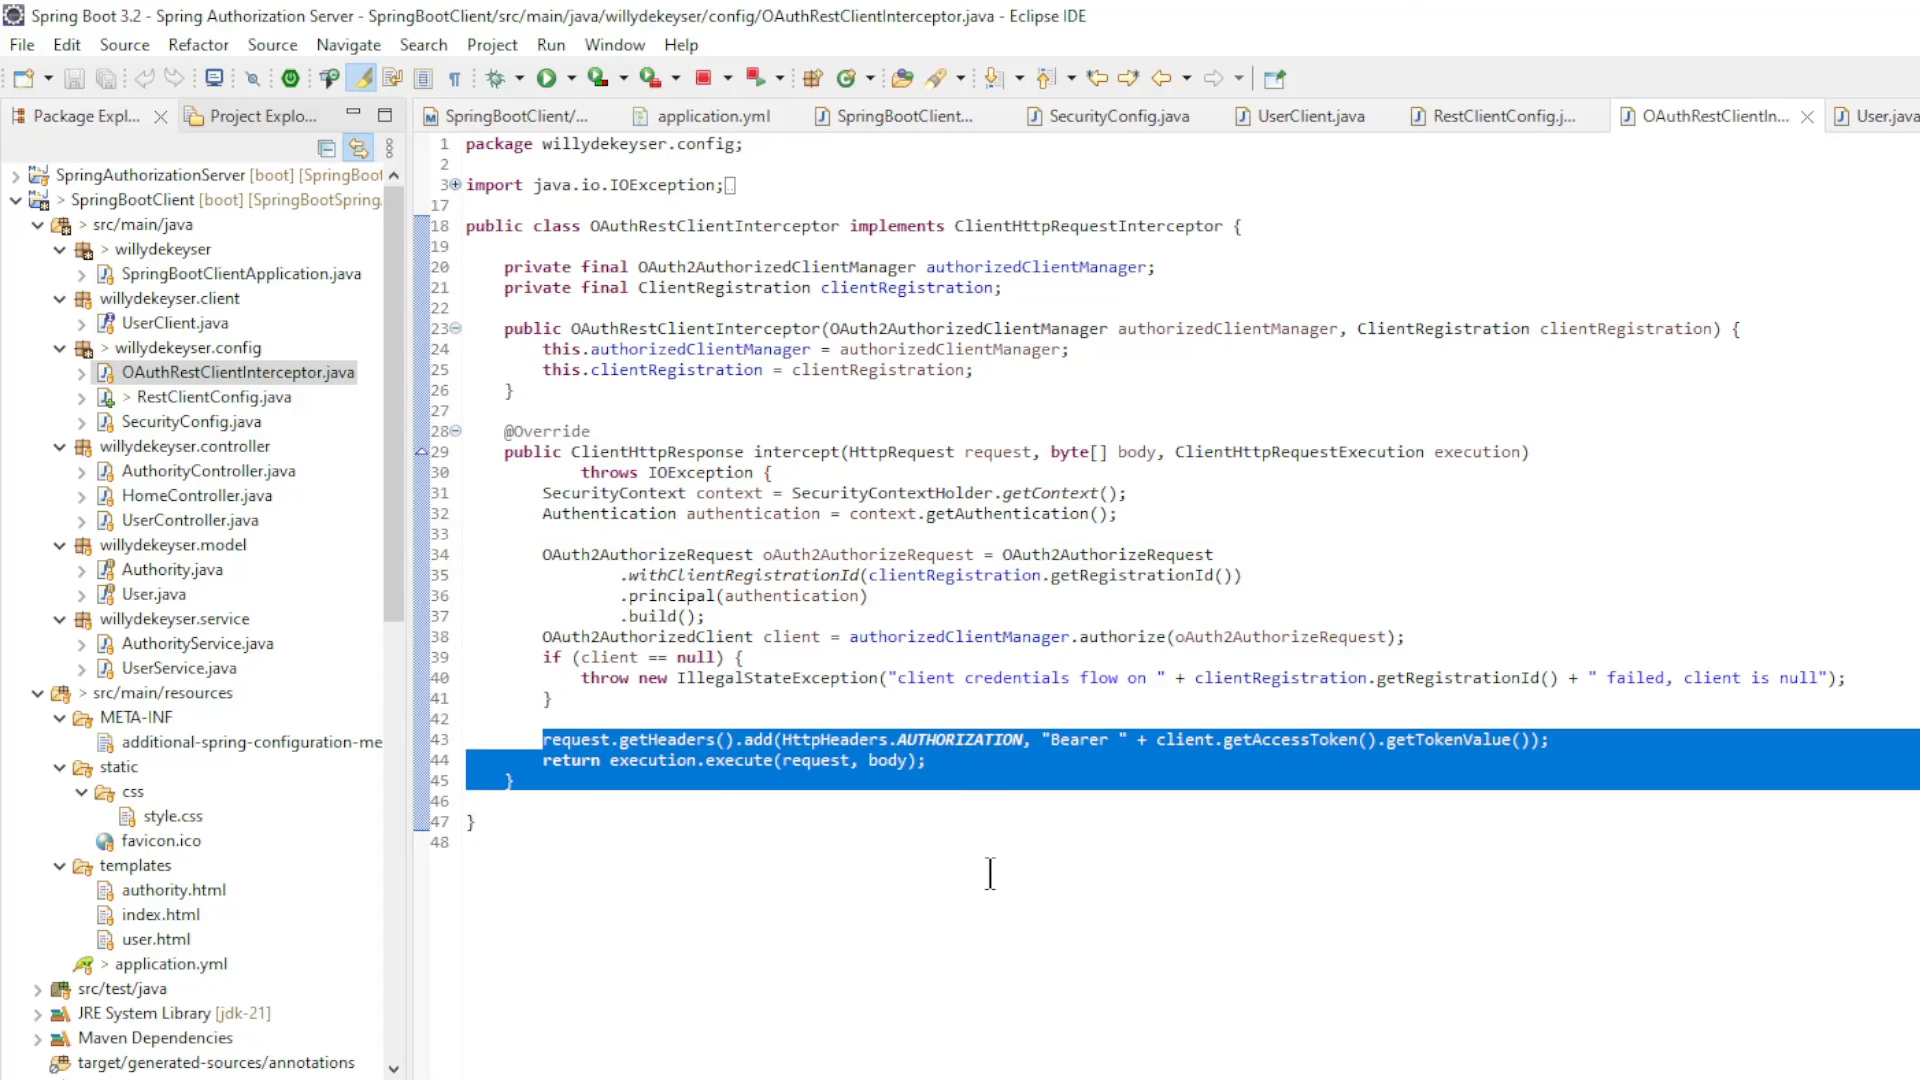 Spring Boot 3.2 - Spring Authorization Server - SpringBootClient/src/main/java/willydekeyser/config/OAuthRestClientInterceptor.java - Eclipse IDE
File Edit Source Refactor Source Navigate Search Project Run Window Help
Package Expl... Project Explo...
SpringBootClient/... application.yml SpringBootClient... SecurityConfig.java UserClient.java RestClientConfig.j... OAuthRestClientIn... User.java
SpringAuthorizationServer [boot] [SpringBoot
> SpringBootClient [boot] [SpringBootSpring
> src/main/java
> willydekeyser
SpringBootClientApplication.java
willydekeyser.client
UserClient.java
> willydekeyser.config
OAuthRestClientInterceptor.java
> RestClientConfig.java
SecurityConfig.java
willydekeyser.controller
AuthorityController.java
HomeController.java
UserController.java
willydekeyser.model
Authority.java
User.java
willydekeyser.service
AuthorityService.java
UserService.java
> src/main/resources
META-INF
additional-spring-configuration-me
static
css
style.css
favicon.ico
templates
authority.html
index.html
user.html
> application.yml
src/test/java
JRE System Library [jdk-21]
Maven Dependencies
target/generated-sources/annotations
1 package willydekeyser.config;
2
3 import java.io.IOException;
17
18 public class OAuthRestClientInterceptor implements ClientHttpRequestInterceptor {
19
20 private final OAuth2AuthorizedClientManager authorizedClientManager;
21 private final ClientRegistration clientRegistration;
22
23 public OAuthRestClientInterceptor(OAuth2AuthorizedClientManager authorizedClientManager, ClientRegistration clientRegistration) {
24 this.authorizedClientManager = authorizedClientManager;
25 this.clientRegistration = clientRegistration;
26 }
27
28 @Override
29 public ClientHttpResponse intercept(HttpRequest request, byte[] body, ClientHttpRequestExecution execution)
30 throws IOException {
31 SecurityContext context = SecurityContextHolder.getContext();
32 Authentication authentication = context.getAuthentication();
33
34 OAuth2AuthorizeRequest oAuth2AuthorizeRequest = OAuth2AuthorizeRequest
35 .withClientRegistrationId(clientRegistration.getRegistrationId())
36 .principal(authentication)
37 .build();
38 OAuth2AuthorizedClient client = authorizedClientManager.authorize(oAuth2AuthorizeRequest);
39 if (client == null) {
40 throw new IllegalStateException("client credentials flow on " + clientRegistration.getRegistrationId() + " failed, client is null");
41 }
42
43 request.getHeaders().add(HttpHeaders.AUTHORIZATION, "Bearer " + client.getAccessToken().getTokenValue());
44 return execution.execute(request, body);
45 }
46
47 }
48